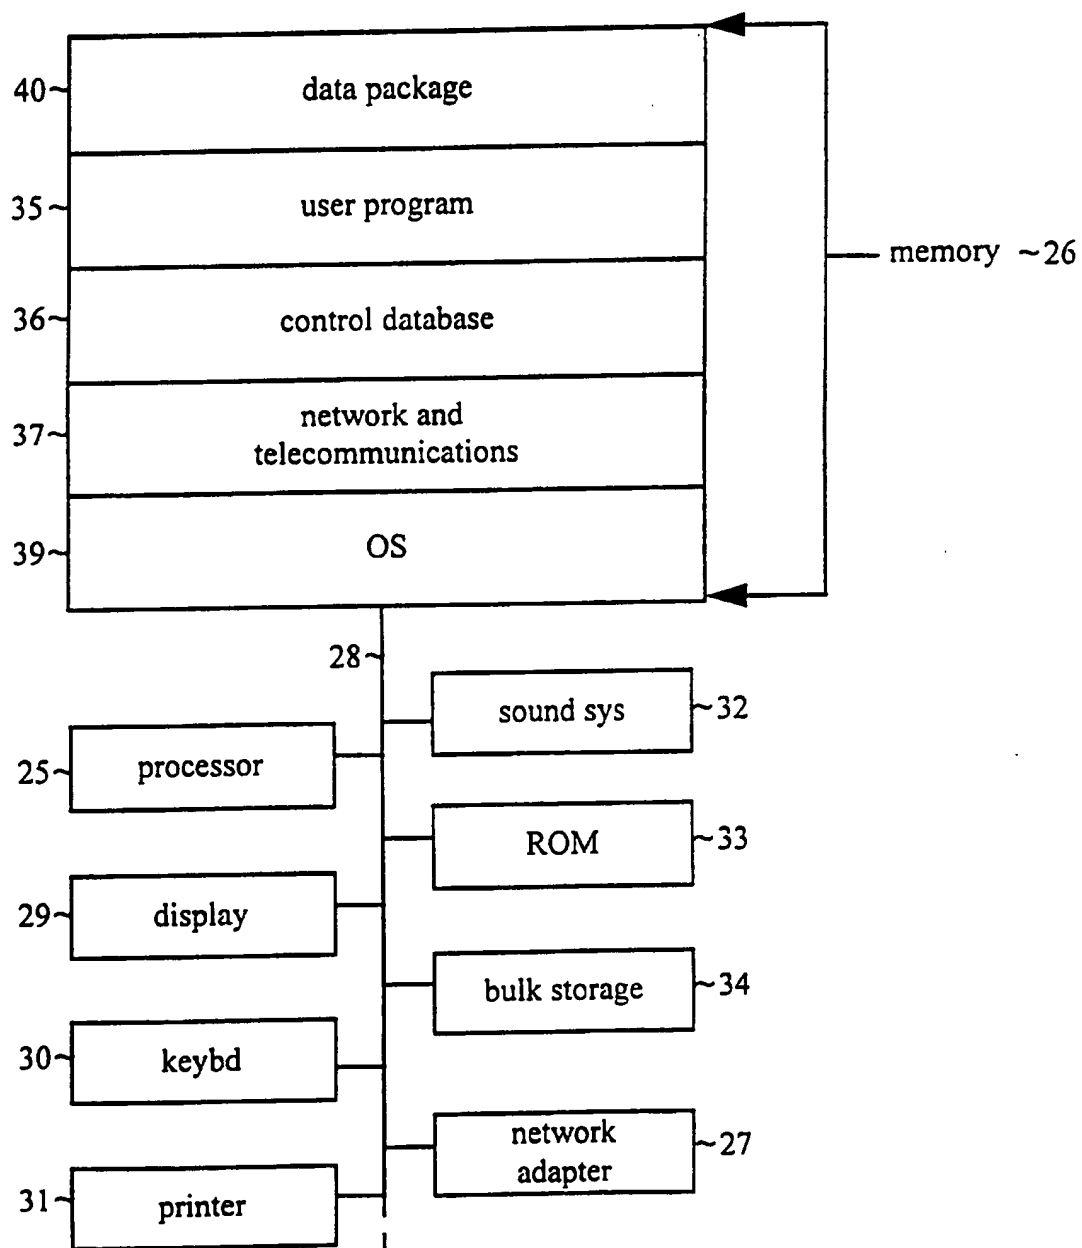 40~ data package
35~ user program
memory ~26
36~ control database
37~ network and
telecommunications
39~ OS
28~
sound sys ~32
25~ processor
ROM ~33
29~ display
bulk storage ~34
30~ keybd
network ~27
adapter
31~ printer